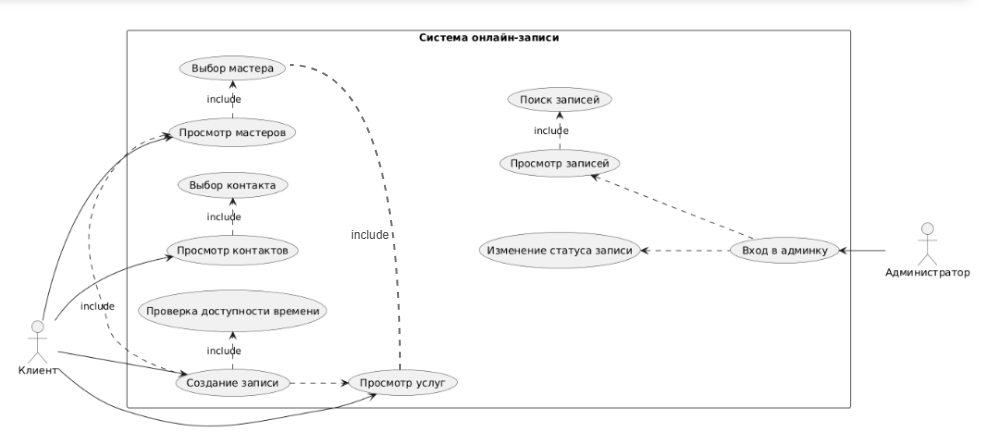 Система онлайн-записи
Выбор мастера
include
Просмотр мастеров
Выбор контакта
include
Просмотр контактов
include
Проверка доступности времени
include
Создание записи
Просмотр услуг
include
Клиент
Поиск записей
include
Просмотр записей
Изменение статуса записи
Вход в админку
Администратор